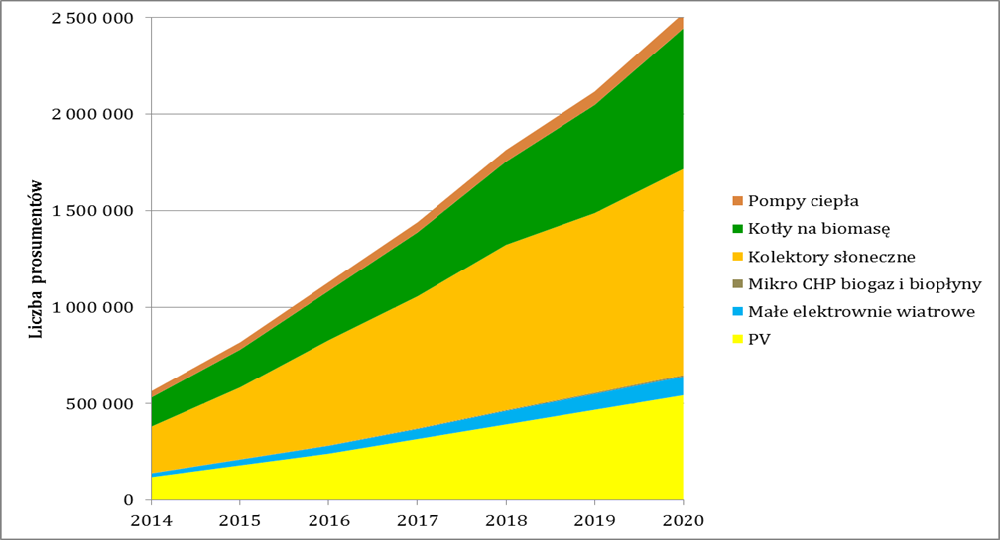 2 500 000
2 000 000
1 500 000
1 000 000
500 000
0
Liczba prosumentów
2014 2015 2016 2017 2018 2019 2020
Pompy ciepła
Kotły na biomasę
Kolektory słoneczne
Mikro CHP biogaz i biopłyny
Małe elektrownie wiatrowe
PV